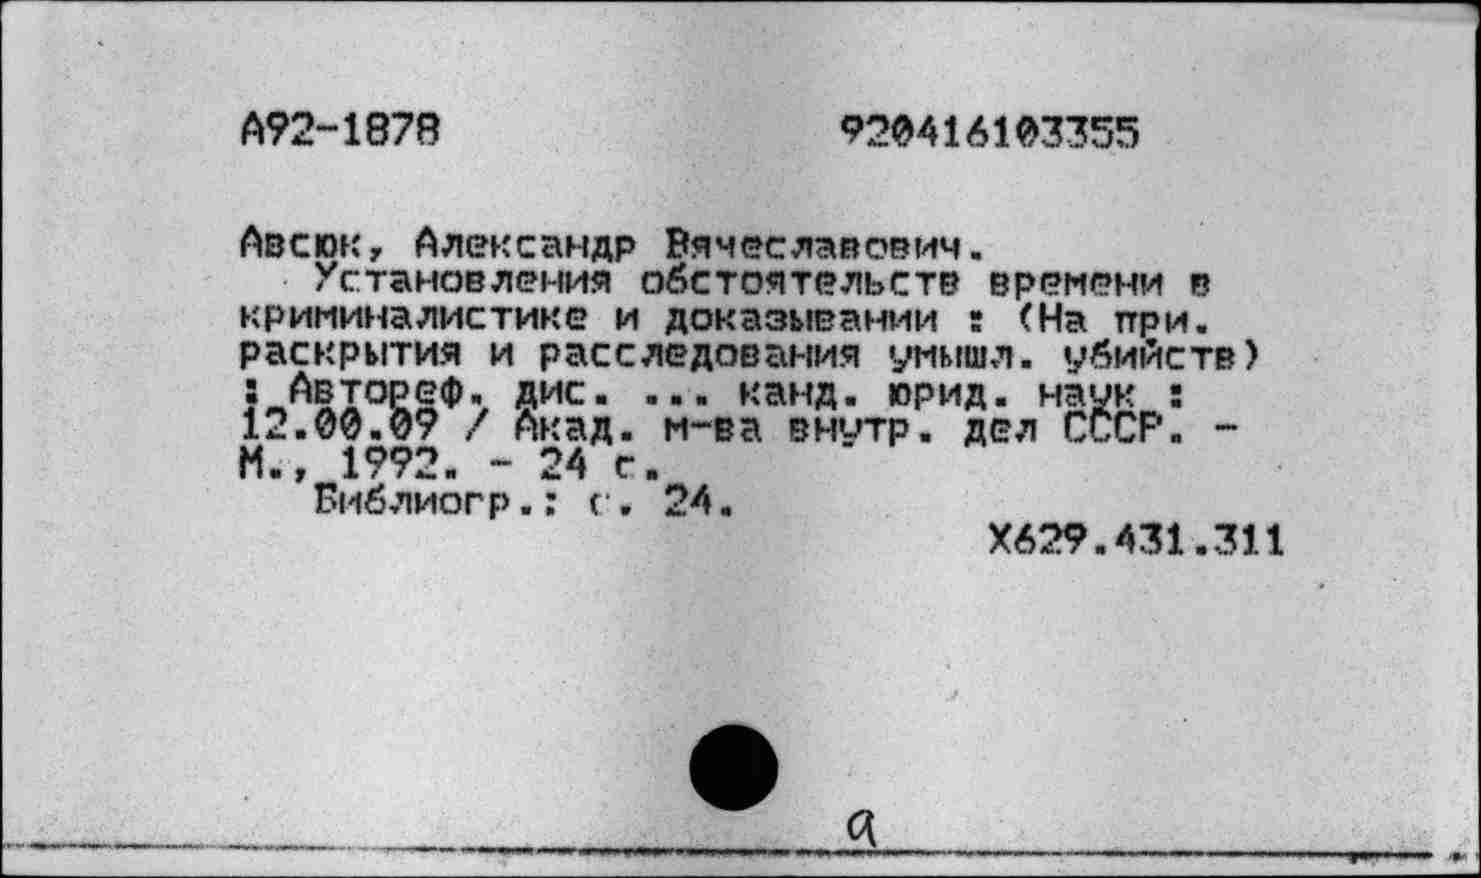 А92-1878 920416103355
Авсюк, Александр Вячеславович.
Установления обстоятельств времени в
криминалистике и доказывании : (На при.
раскрытия и расследования умышл. убийств)
: Автореф. дис. ... канд. юрид. наук :
12.00.09 / Акад. м-ва внутр. дел СССР. -
М., 1992. - 24 с.
Библиогр.: с. 24.
Х629.431.311
а